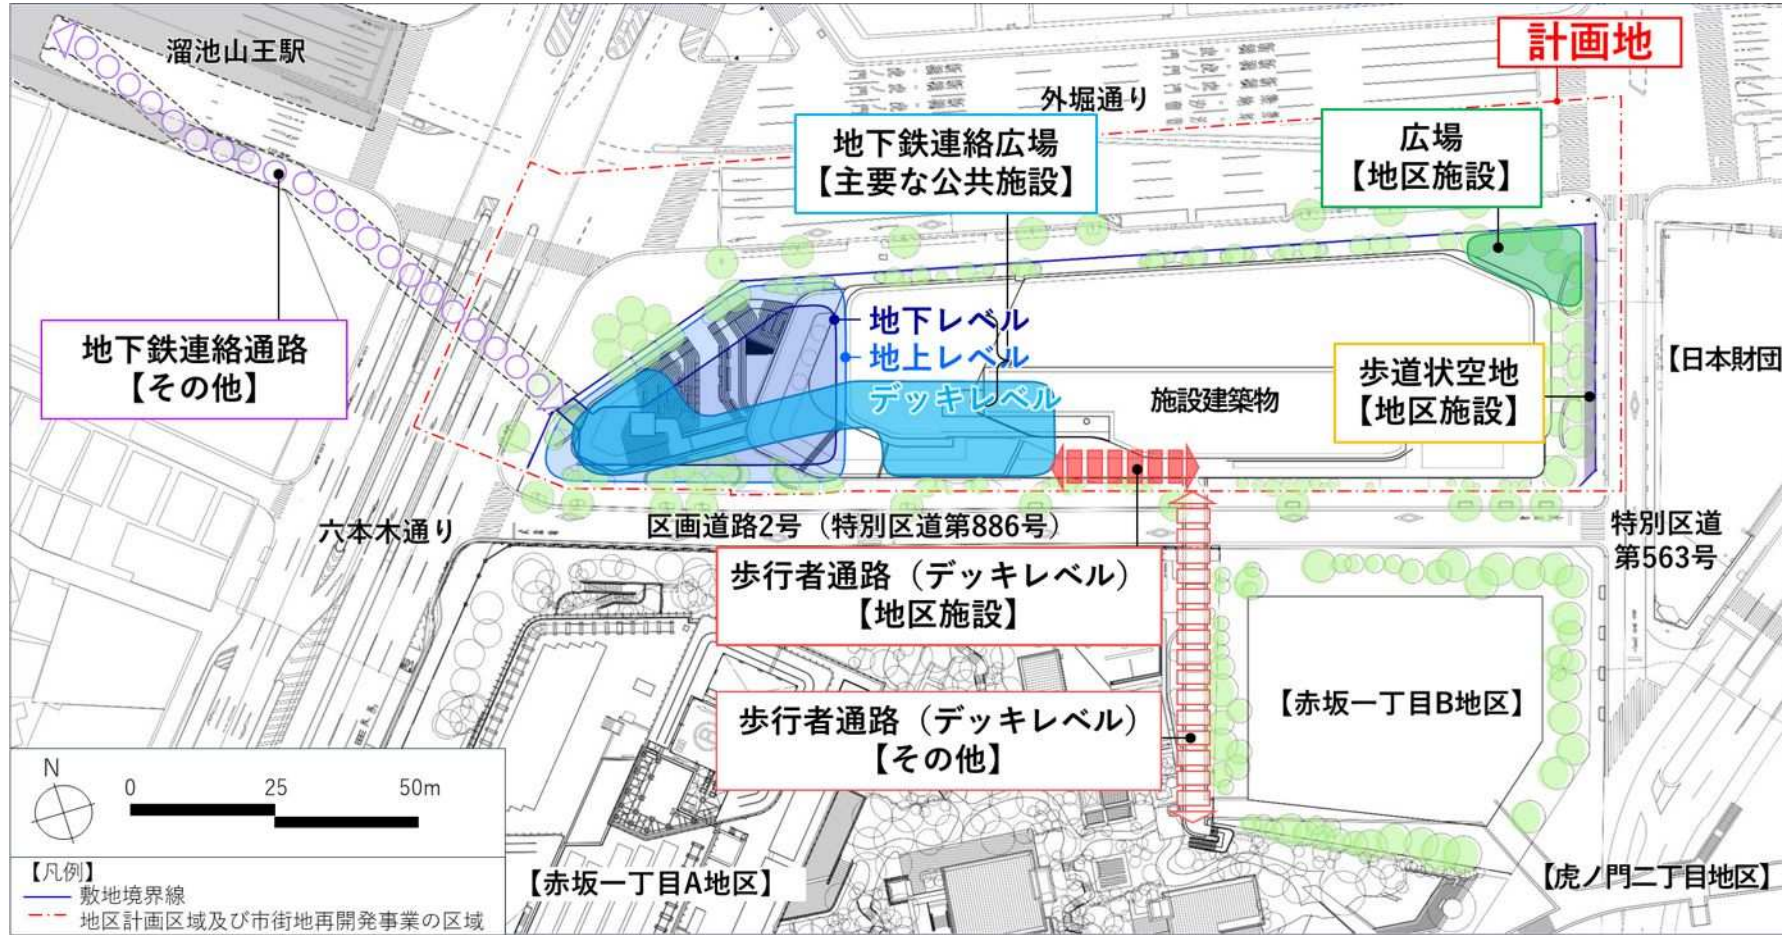 計画地
溜池山王駅
外堀通り
地下鉄連絡広場
【主要な公共施設】
広場
【地区施設】
地下鉄連絡通路
【その他】
地下レベル
地上レベル
デッキレベル
施設建築物
歩道状空地
【地区施設】
【日本財団
六本木通り
区画道路2号（特別区道第886号）
特別区道
第563号
歩行者通路（デッキレベル）
【地区施設】
歩行者通路（デッキレベル）
【その他】
【赤坂一丁目B地区】
【赤坂一丁目A地区】
【虎ノ門二丁目地区】
N
0 25 50m
【凡例】
敷地境界線
地区計画区域及び市街地再開発事業の区域